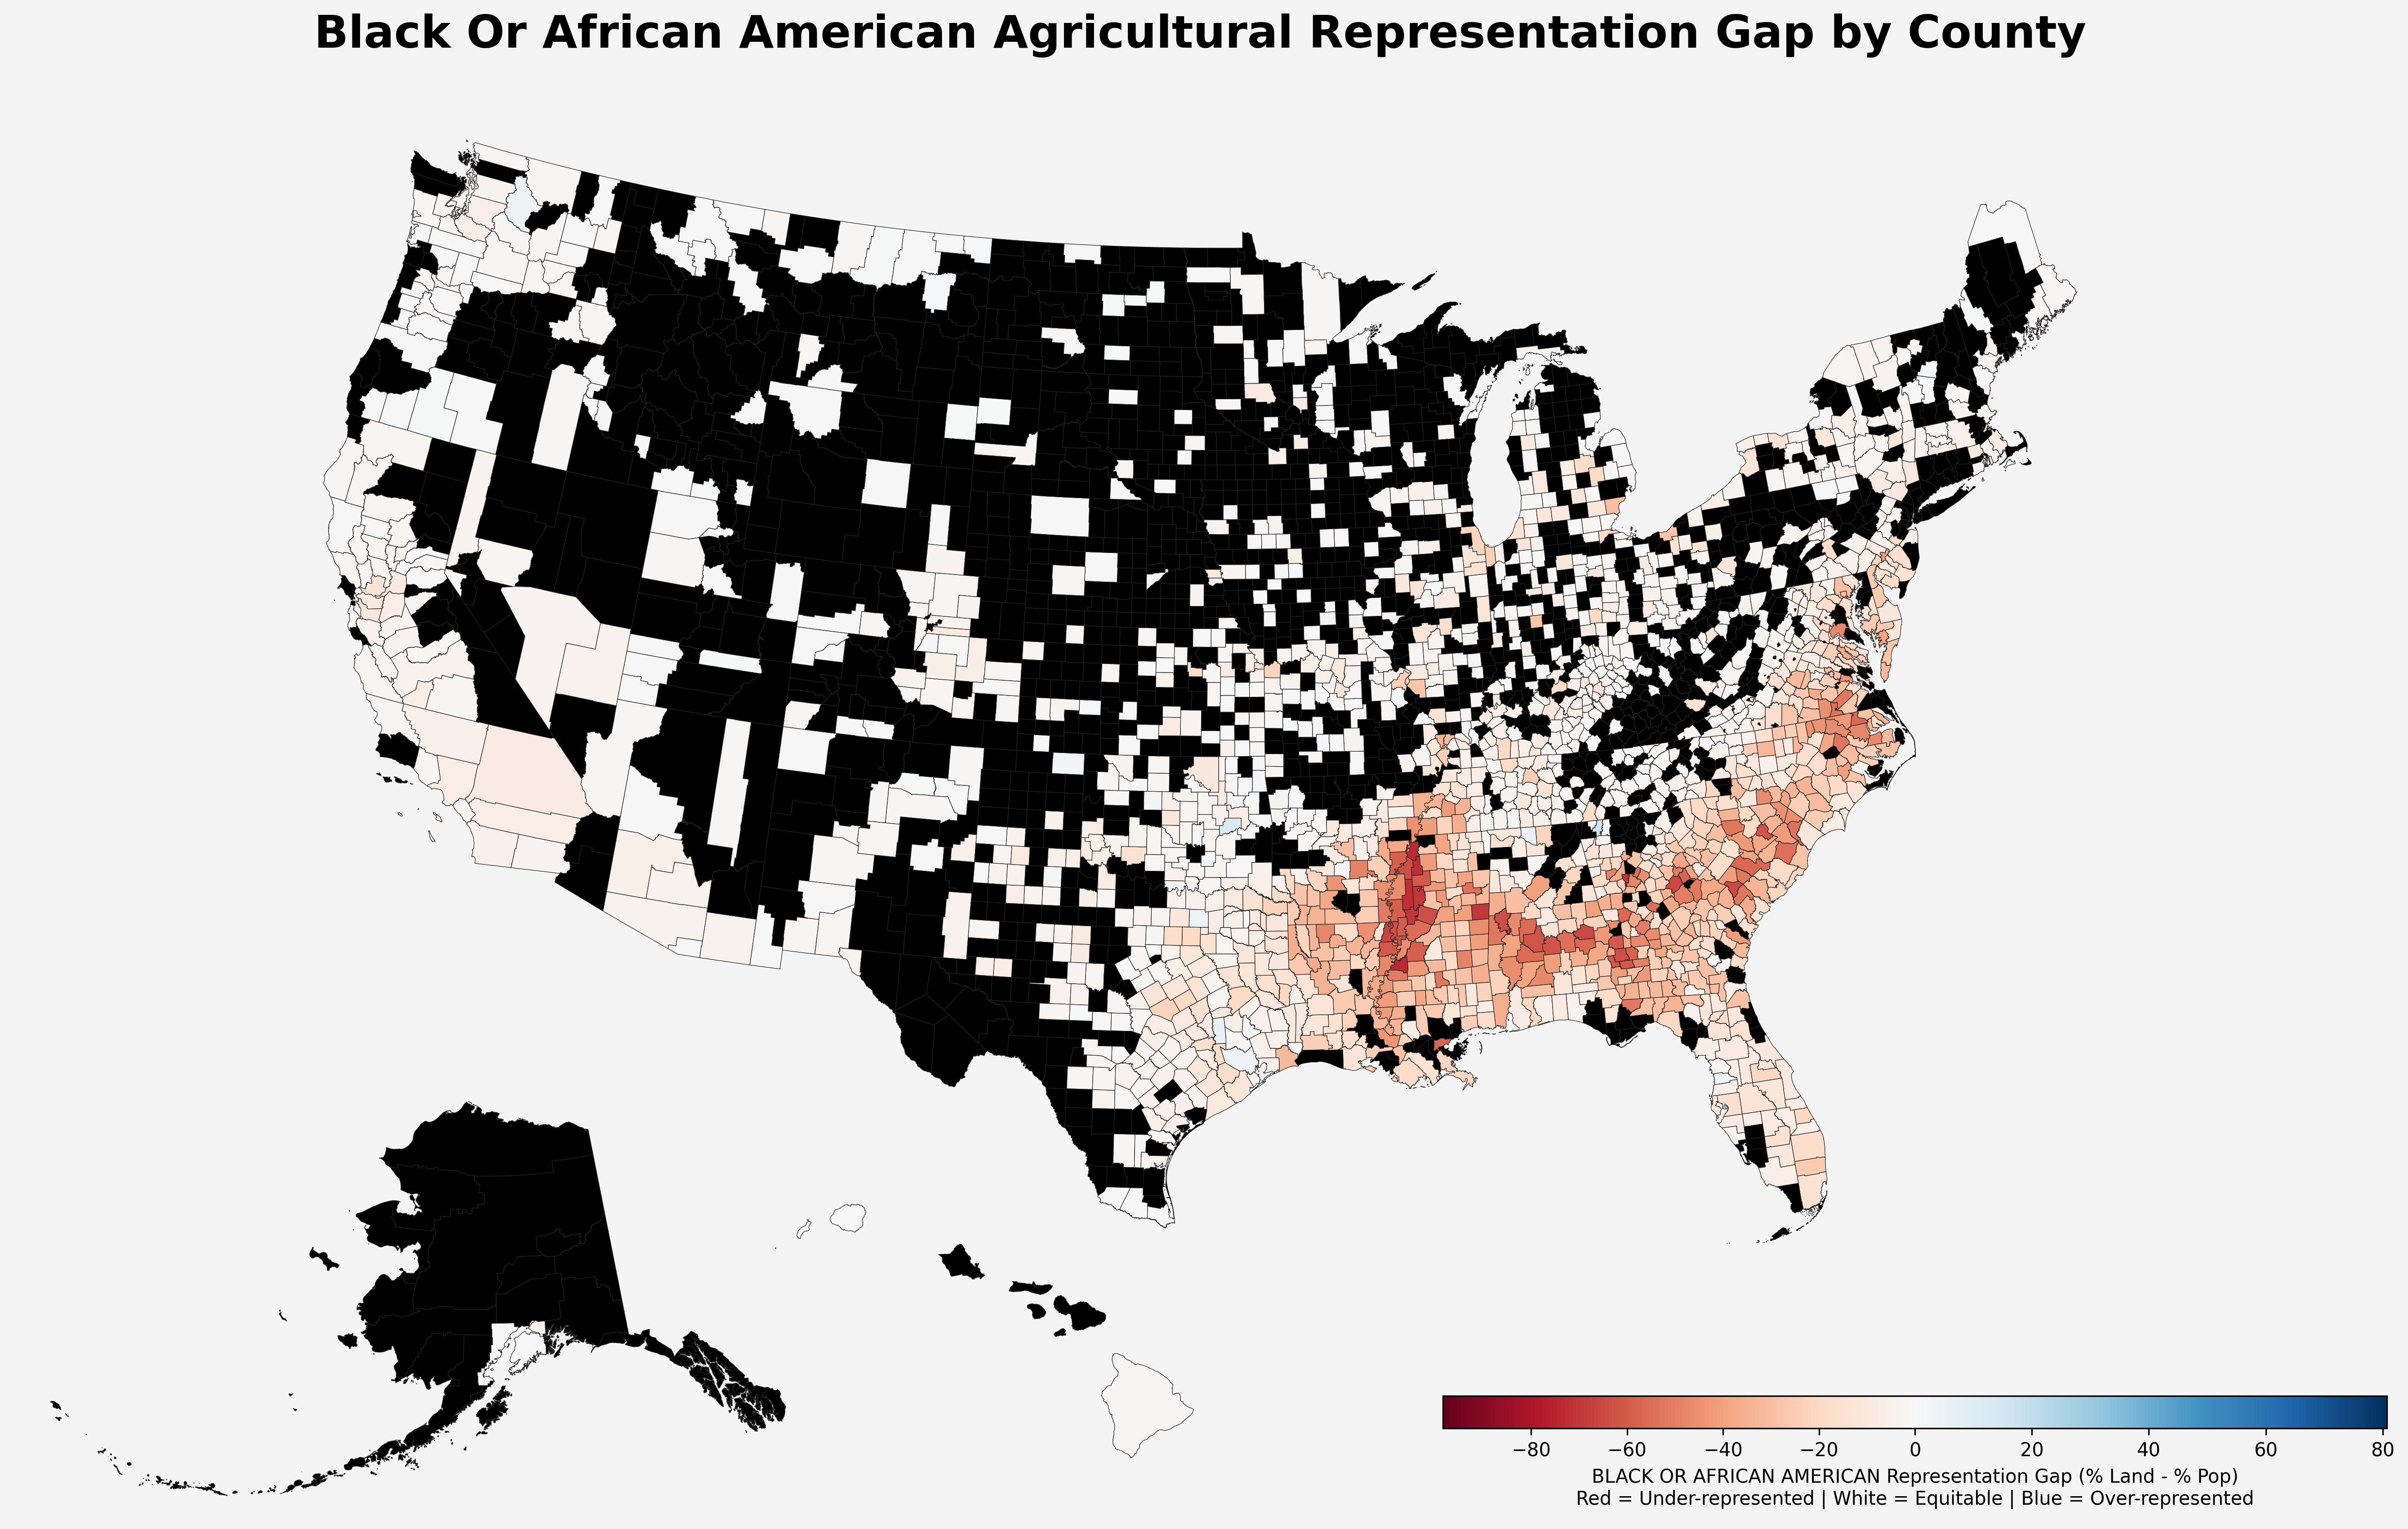 Black Or African American Agricultural Representation Gap by County
−80 −60 −40 −20 0 20 40 60 80
BLACK OR AFRICAN AMERICAN Representation Gap (% Land - % Pop)
Red = Under-represented | White = Equitable | Blue = Over-represented